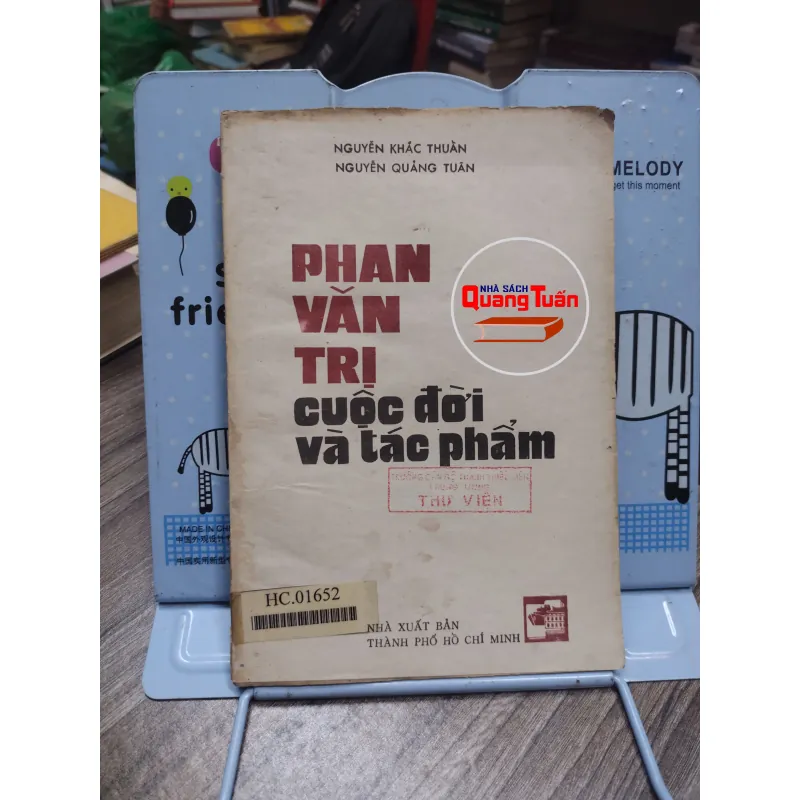 NGUYỄN KHẮC THUẦN
NGUYỄN QUẢNG TUÂN
MELODY
get this moment
PHAN
VĂN
TRỊ
NHÀ SÁCH
Quang Tuấn
frie
cuộc đời
và tác phẩm
THƯ VIỆN
MADE IN CH
HC.01652
NHÀ XUẤT BẢN
THÀNH PHỐ HỒ CHÍ MINH